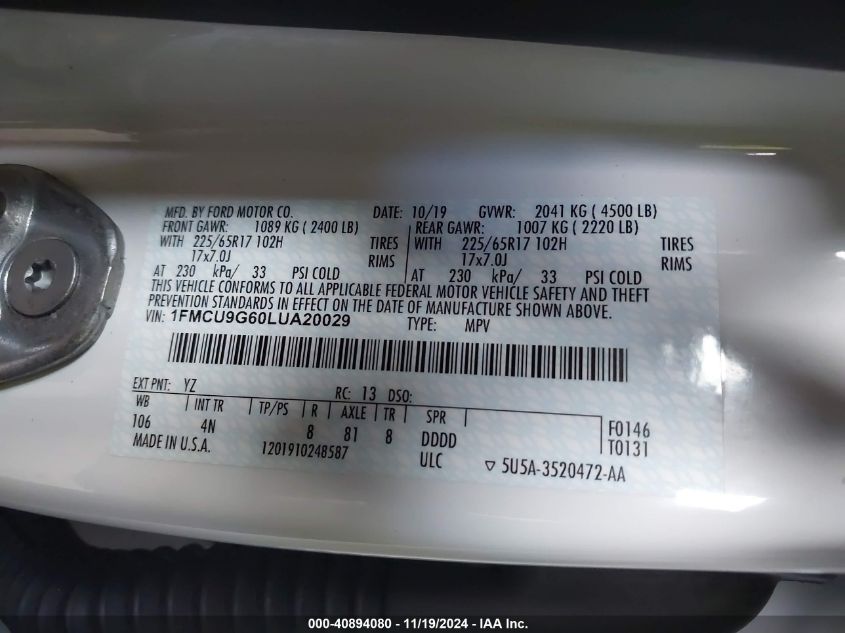 MFD. BY FORD MOTOR CO. DATE: 10/19 GVWR: 2041 KG ( 4500 LB)
FRONT GAWR: 1089 KG ( 2400 LB) REAR GAWR: 1007 KG ( 2220 LB)
WITH 225/65R17 102H TIRES WITH 225/65R17 102H TIRES
17x7.0J RIMS 17x7.0J RIMS
AT 230 kPa/ 33 PSI COLD AT 230 kPa/ 33 PSI COLD
THIS VEHICLE CONFORMS TO ALL APPLICABLE FEDERAL MOTOR VEHICLE SAFETY AND THEFT
PREVENTION STANDARDS IN EFFECT ON THE DATE OF MANUFACTURE SHOWN ABOVE.
VIN: 1FMCU9G60LUA20029 TYPE: MPV
EXT PNT: YZ RC: 13 DSO:
WB INT TR TP/PS R AXLE TR SPR
106 4N 8 81 8 DDDD F0146
MADE IN U.S.A. 1201910248587 ULC T0131
▽ 5U5A-3520472-AA
000-40894080 - 11/19/2024 - IAA Inc.